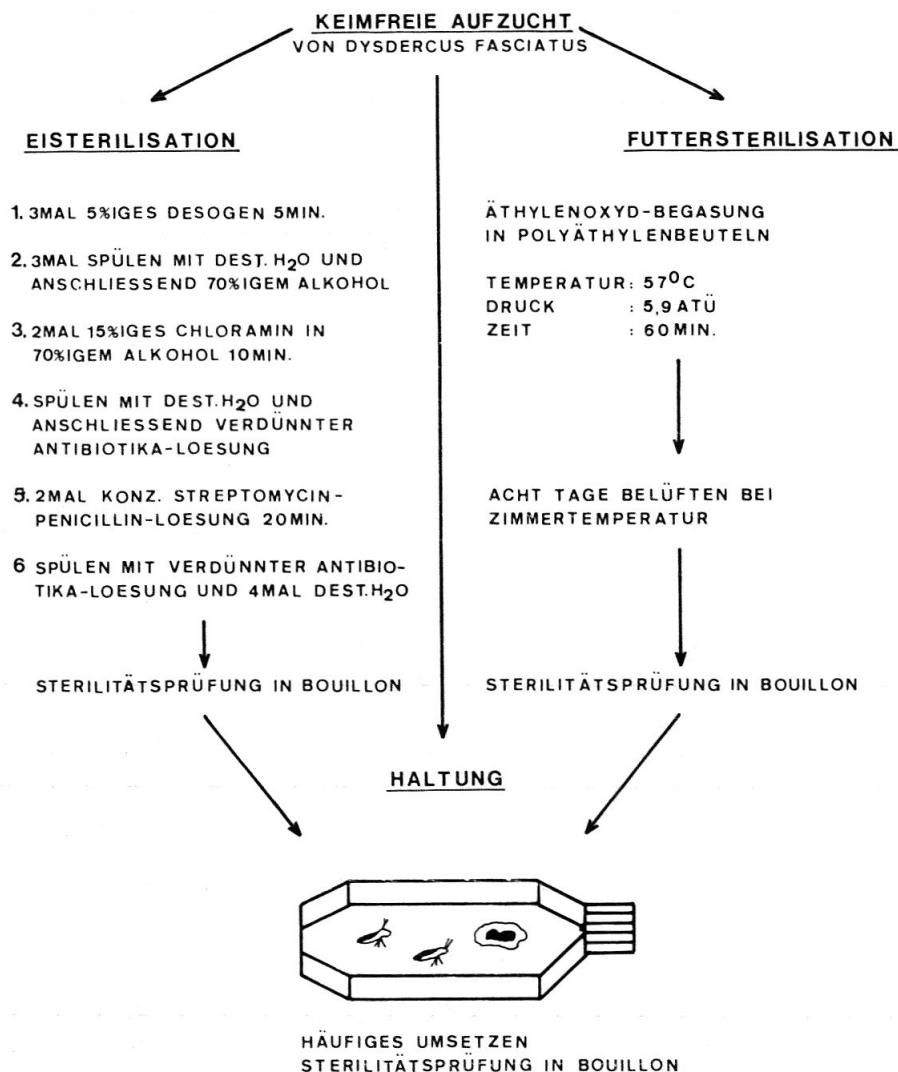 KEIMFREIE AUFZUCHT
VON DYSDERCUS FASCIATUS
EISTERILISATION
1. 3MAL 5%IGES DESOGEN 5MIN.
2. 3MAL SPÜLEN MIT DEST. H₂O UND
ANSCHLIESSEND 70%IGEM ALKOHOL
3. 2MAL 15%IGES CHLORAMIN IN
70%IGEM ALKOHOL 10MIN.
4. SPÜLEN MIT DEST. H₂O UND
ANSCHLIESSEND VERDÜNNTER
ANTIBIOTIKA-LOESUNG
5. 2MAL KONZ. STREPTOMYCIN-
PENICILLIN-LOESUNG 20MIN.
6 SPÜLEN MIT VERDÜNNTER ANTIBIO-
TIKA-LOESUNG UND 4MAL DEST. H₂O
STERILITÄTSPRÜFUNG IN BOUILLON
FUTTERSTERILISATION
ÄTHYLENOXYD-BEGASUNG
IN POLYÄTHYLENBEUTELN
TEMPERATUR: 57⁰C
DRUCK : 5,9 ATÜ
ZEIT : 60 MIN.
ACHT TAGE BELÜFTEN BEI
ZIMMERTEMPERATUR
STERILITÄTSPRÜFUNG IN BOUILLON
HALTUNG
HÄUFIGES UMSETZEN
STERILITÄTSPRÜFUNG IN BOUILLON